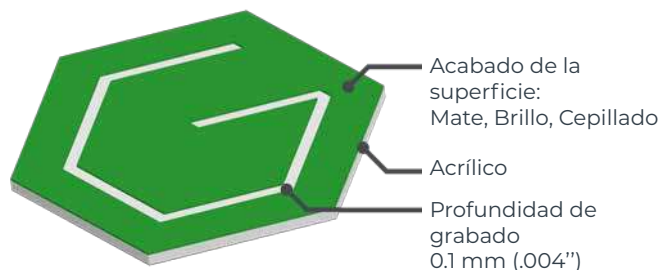 Acabado de la
superficie:
Mate, Brillo, Cepillado
Acrílico
Profundidad de
grabado
0.1 mm (.004’’)